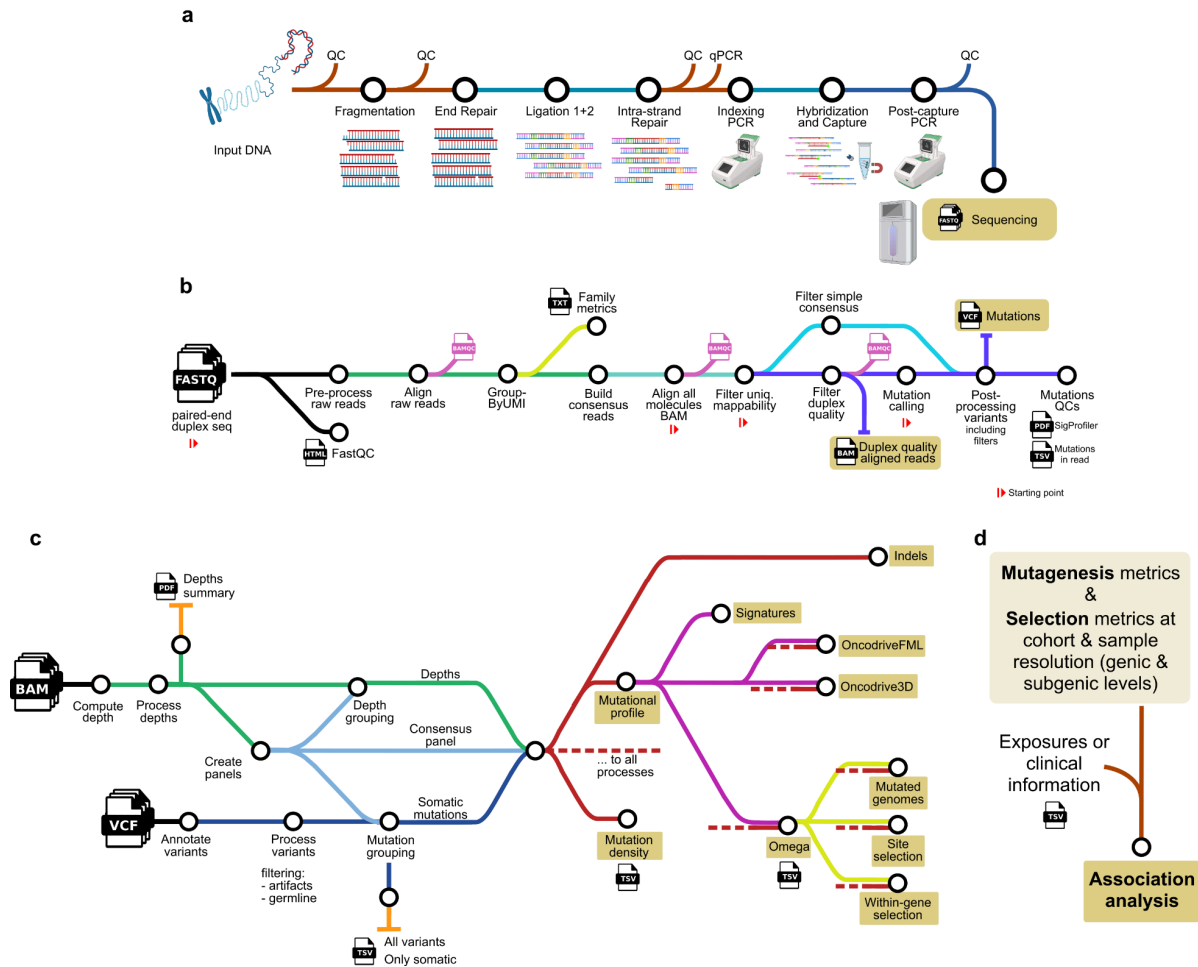 a
QC
QC
QC
qPCR
QC
Fragmentation
End Repair
Ligation 1+2
Intra-strand
Repair
Indexing
PCR
Hybridization
and Capture
Post-capture
PCR
Input DNA
FASTQ
Sequencing
b
TXT
Family
metrics
Filter simple
consensus
VCF
Mutations
BAMQC
BAMQC
BAMQC
FASTQ
paired-end
duplex seq
Pre-process
raw reads
Align
raw reads
Group-
ByUMI
Build
consensus
reads
Align all
molecules
BAM
Filter uniq.
mappability
Filter
duplex
quality
Mutation
calling
Post-
processing
variants
including
filters
Mutations
QCs
PDF
SigProfiler
TSV
Mutations
in read
HTML
FastQC
BAM
Duplex quality
aligned reads
Starting point
c
PDF
Depths
summary
BAM
Compute
depth
Process
depths
Create
panels
Depth
grouping
Depths
Consensus
panel
Somatic
mutations
VCF
Annotate
variants
Process
variants
filtering:
- artifacts
- germline
Mutation
grouping
TSV
All variants
Only somatic
Indels
Signatures
OncodriveFML
Oncodrive3D
Mutational
profile
... to all
processes
Mutation
density
TSV
Omega
TSV
Mutated
genomes
Site
selection
Within-gene
selection
d
Mutagenesis metrics
&
Selection metrics at
cohort & sample
resolution (genic &
subgenic levels)
Exposures or
clinical
information
TSV
Association
analysis